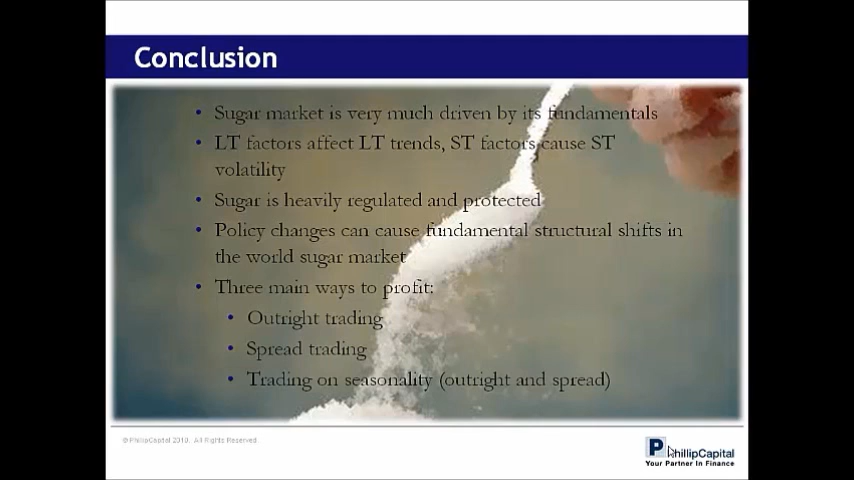 Conclusion
• Sugar market is very much driven by its fundamentals
• LT factors affect LT trends, ST factors cause ST
volatility
• Sugar is heavily regulated and protected
• Policy changes can cause fundamental structural shifts in
the world sugar market
• Three main ways to profit:
• Outright trading
• Spread trading
• Trading on seasonality (outright and spread)
© PhillipCapital 2010. All Rights Reserved.
P PhillipCapital
Your Partner In Finance